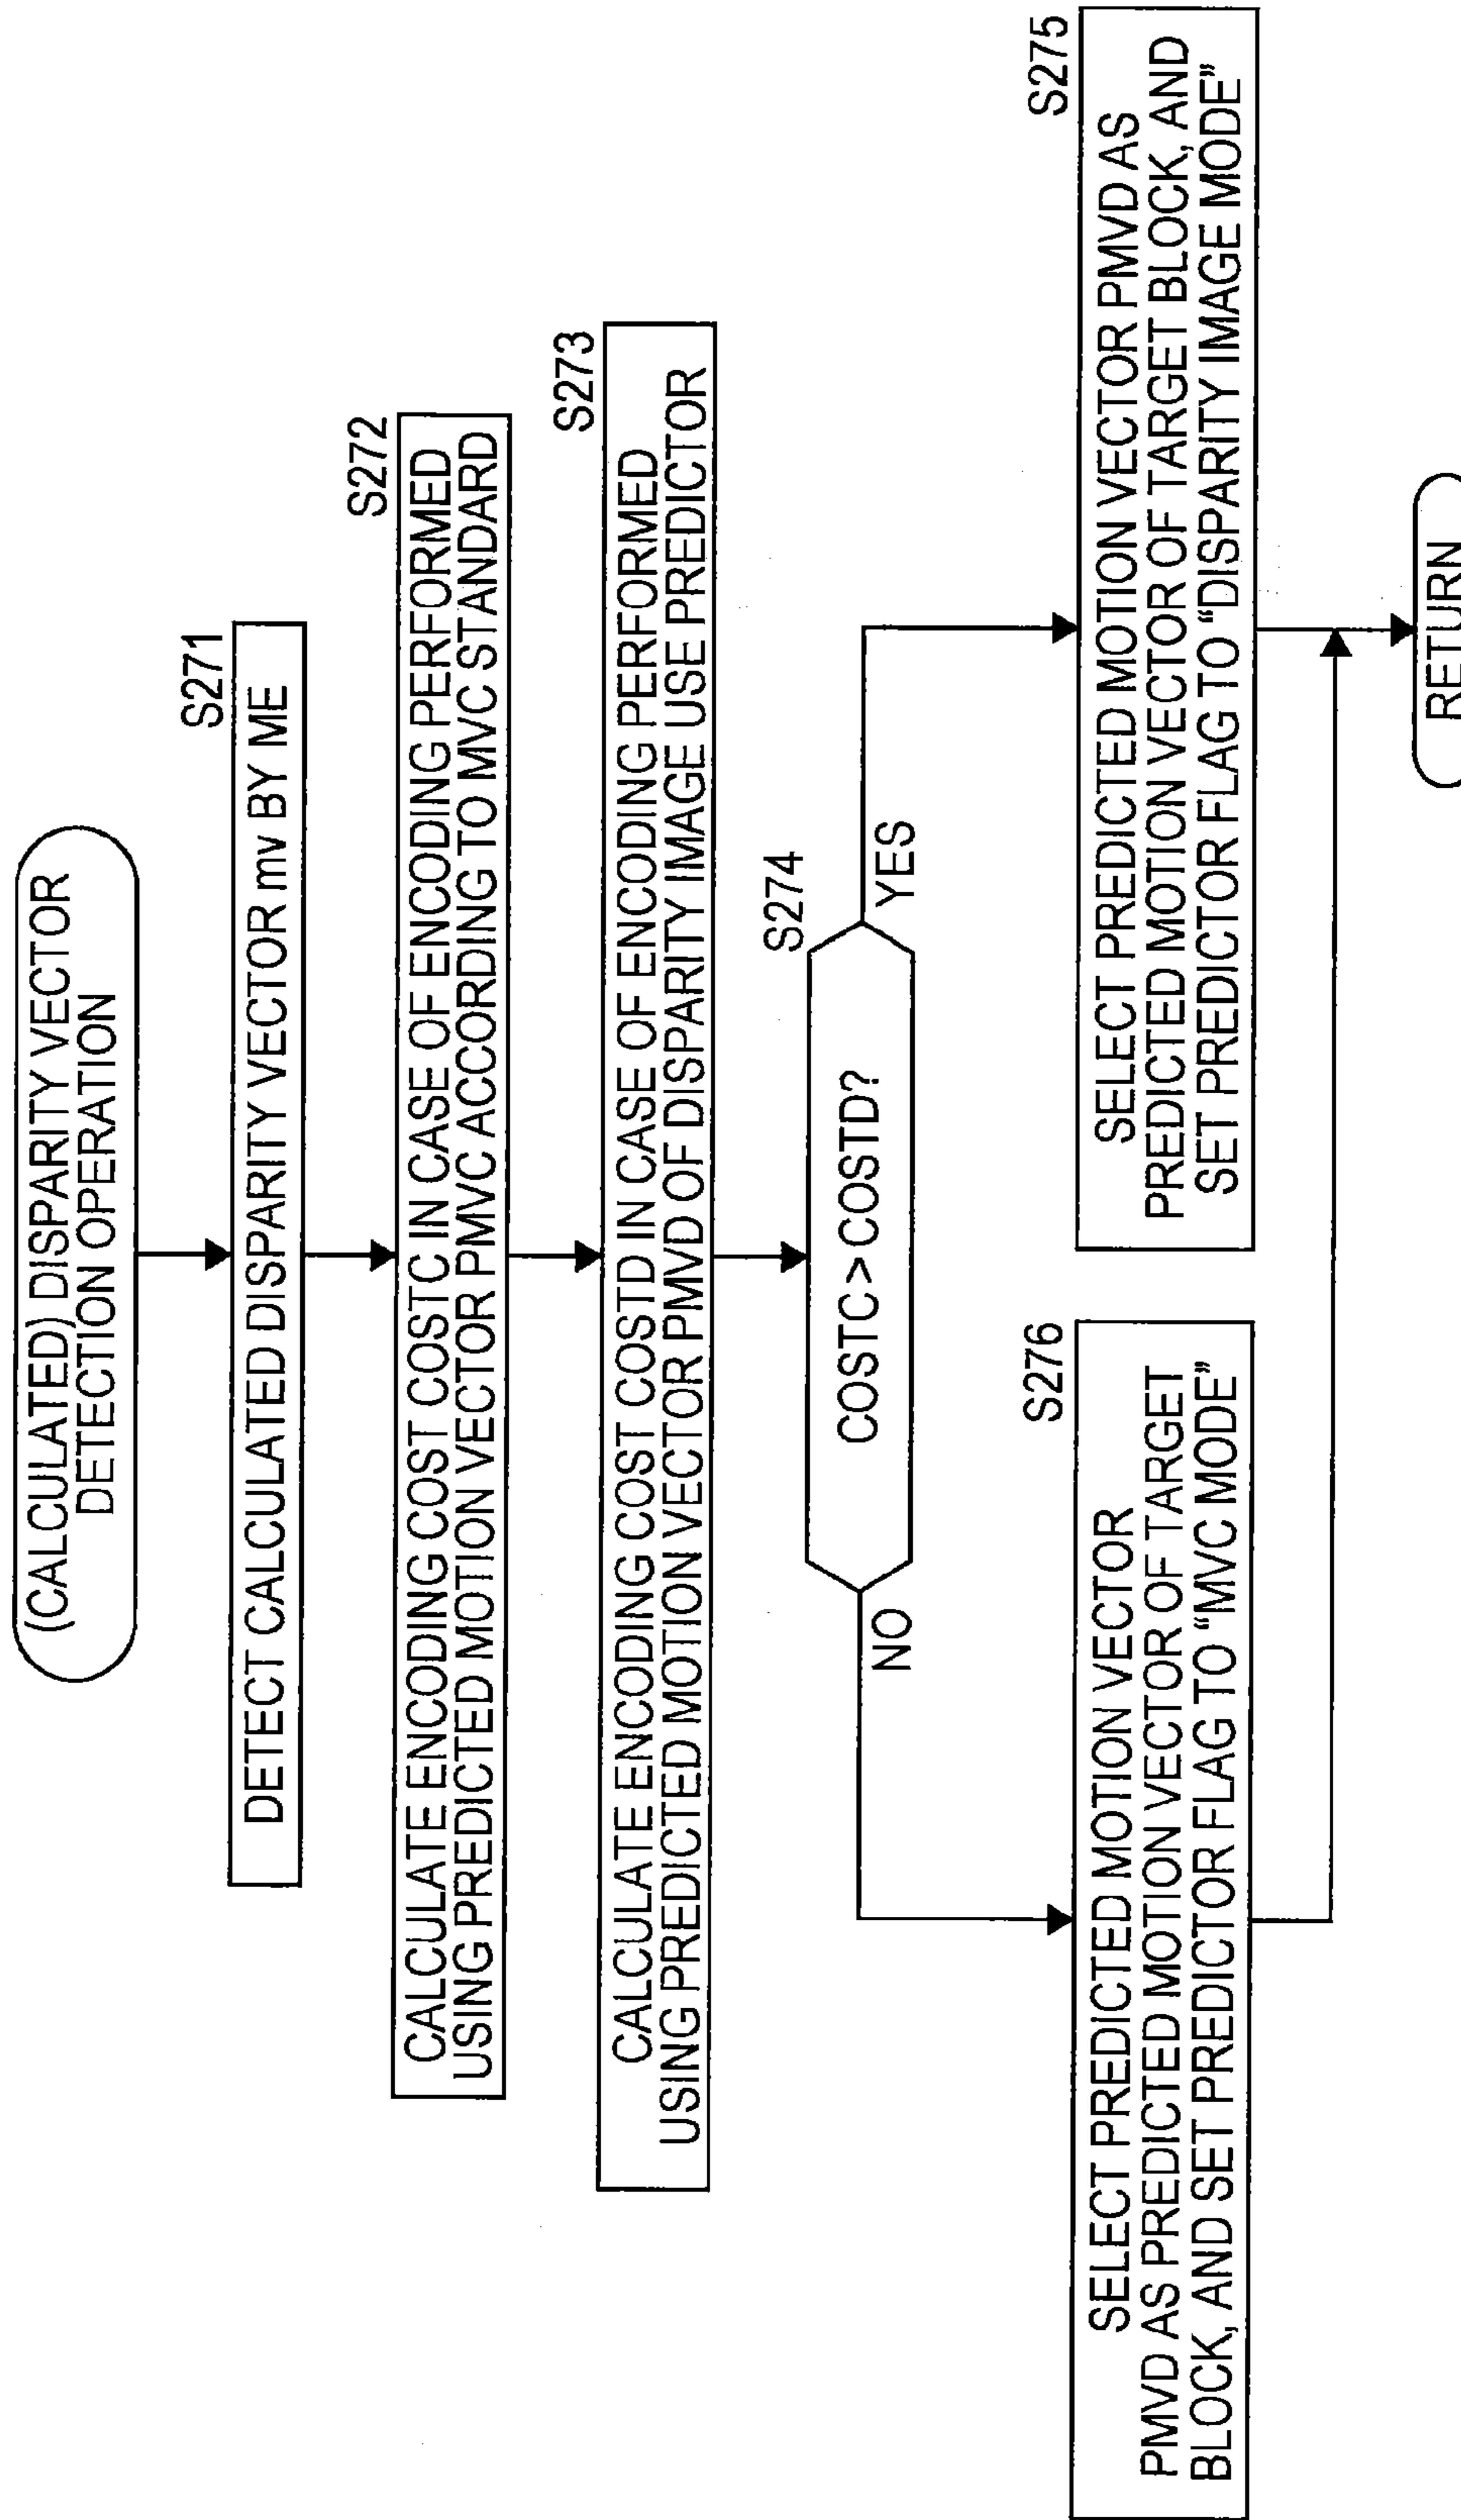 (CALCULATED) DISPARITY VECTOR
DETECTION OPERATION
S271
DETECT CALCULATED DISPARITY VECTOR mv BY ME
S272
CALCULATE ENCODING COST COSTC IN CASE OF ENCODING PERFORMED
USING PREDICTED MOTION VECTOR PMVC ACCORDING TO MVC STANDARD
S273
CALCULATE ENCODING COST COSTD IN CASE OF ENCODING PERFORMED
USING PREDICTED MOTION VECTOR PMVD OF DISPARITY IMAGE USE PREDICTOR
S274
COSTC > COSTD?
NO
YES
S276
SELECT PREDICTED MOTION VECTOR
PMVD AS PREDICTED MOTION VECTOR OF TARGET
BLOCK, AND SET PREDICTOR FLAG TO “MVC MODE”
S275
SELECT PREDICTED MOTION VECTOR PMVD AS
PREDICTED MOTION VECTOR OF TARGET BLOCK, AND
SET PREDICTOR FLAG TO “DISPARITY IMAGE MODE”
RETURN